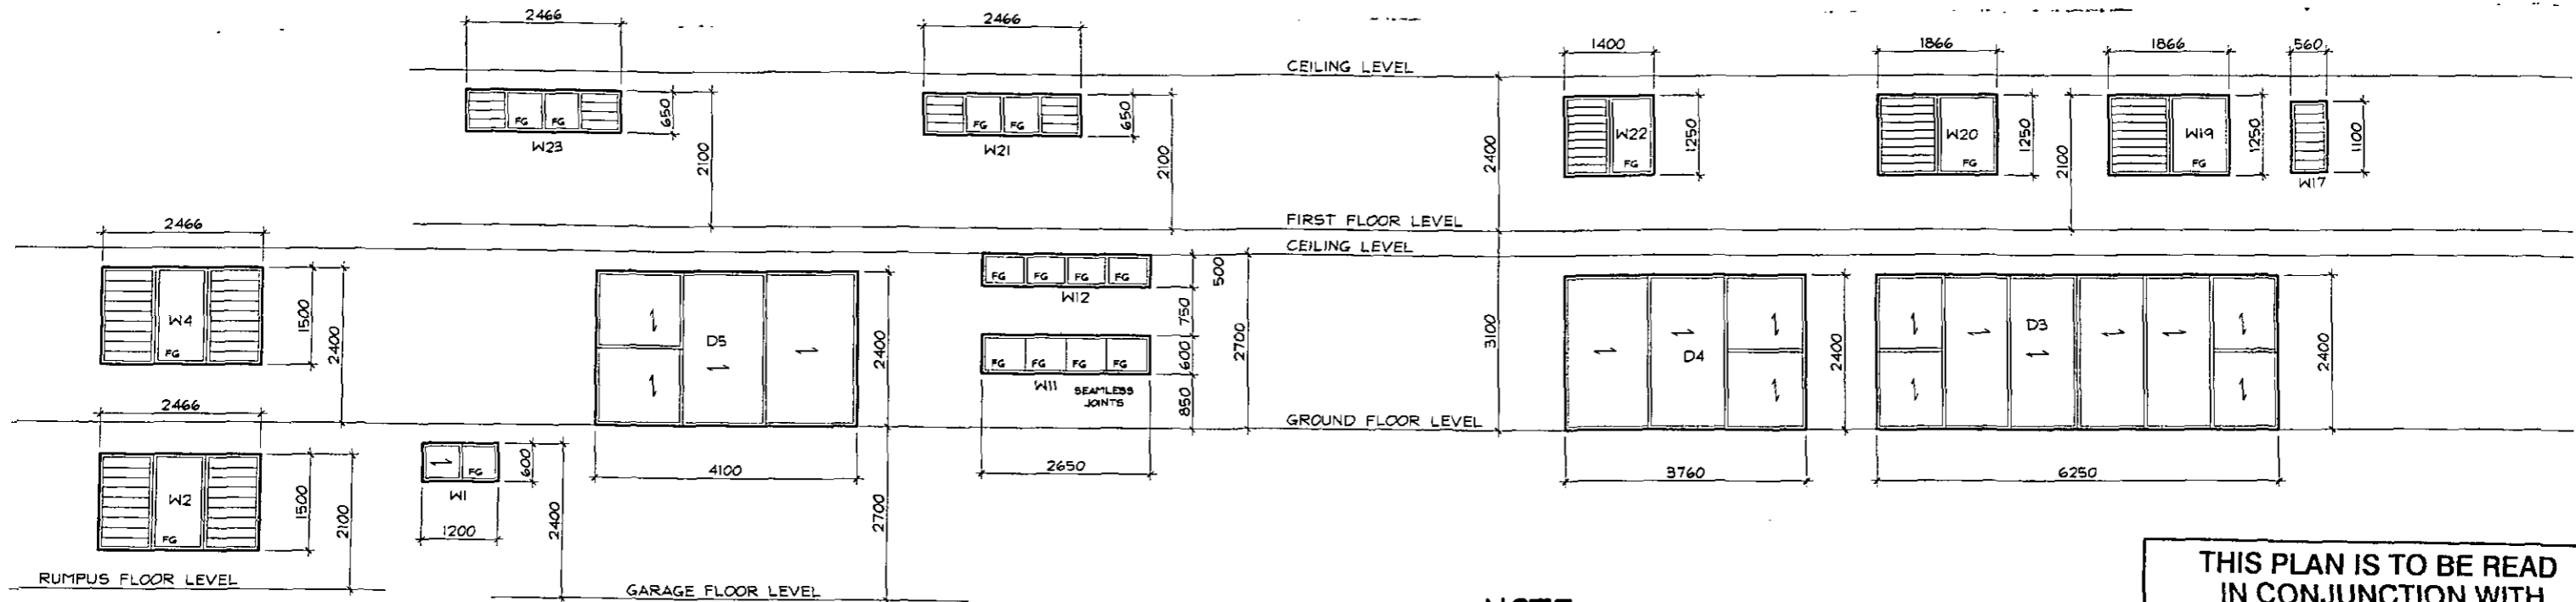 2466
2466
1400
1866
1866
560
CEILING LEVEL
FG FG
650
W23
2100
FG FG
650
W21
2100
2400
W22
FG
1250
W20
FG
1250
2100
W19
FG
1250
1100
W17
FIRST FLOOR LEVEL
CEILING LEVEL
2466
W4
FG
1500
2400
D5
2400
FG FG FG FG
W12
500
750
FG FG FG FG
W11
SEAMLESS
JOINTS
600
850
2700
3100
D4
2400
D3
2400
GROUND FLOOR LEVEL
2466
W2
FG
1500
2100
FG
W1
600
1200
2400
4100
2700
2650
3760
6250
RUMPUS FLOOR LEVEL
GARAGE FLOOR LEVEL
THIS PLAN IS TO BE READ
IN CONJUNCTION WITH